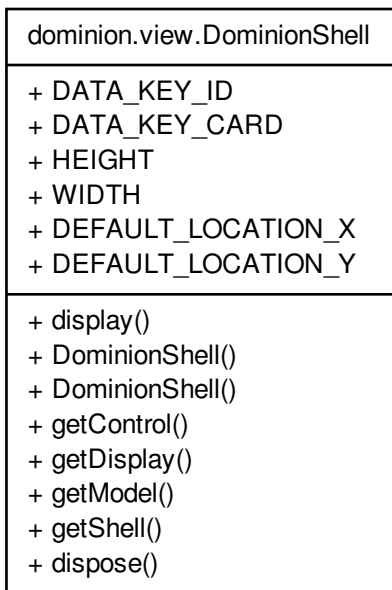 dominion.view.DominionShell
+ DATA_KEY_ID
+ DATA_KEY_CARD
+ HEIGHT
+ WIDTH
+ DEFAULT_LOCATION_X
+ DEFAULT_LOCATION_Y
+ display()
+ DominionShell()
+ DominionShell()
+ getControl()
+ getDisplay()
+ getModel()
+ getShell()
+ dispose()